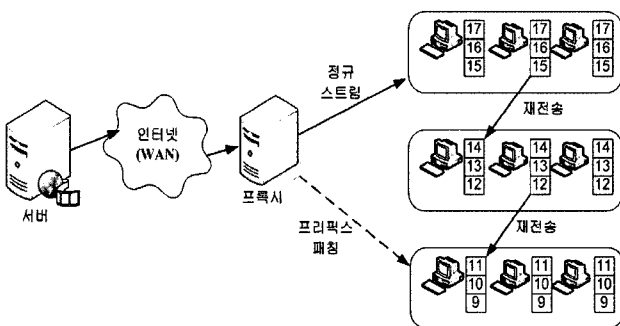 서버
인터넷
(WAN)
프록시
정규
스트링
17 17 17
16 16 16
15 15 15
재전송
14 14 14
13 13 13
12 12 12
재전송
프리픽스
패칭
11 11 11
10 10 10
9 9 9